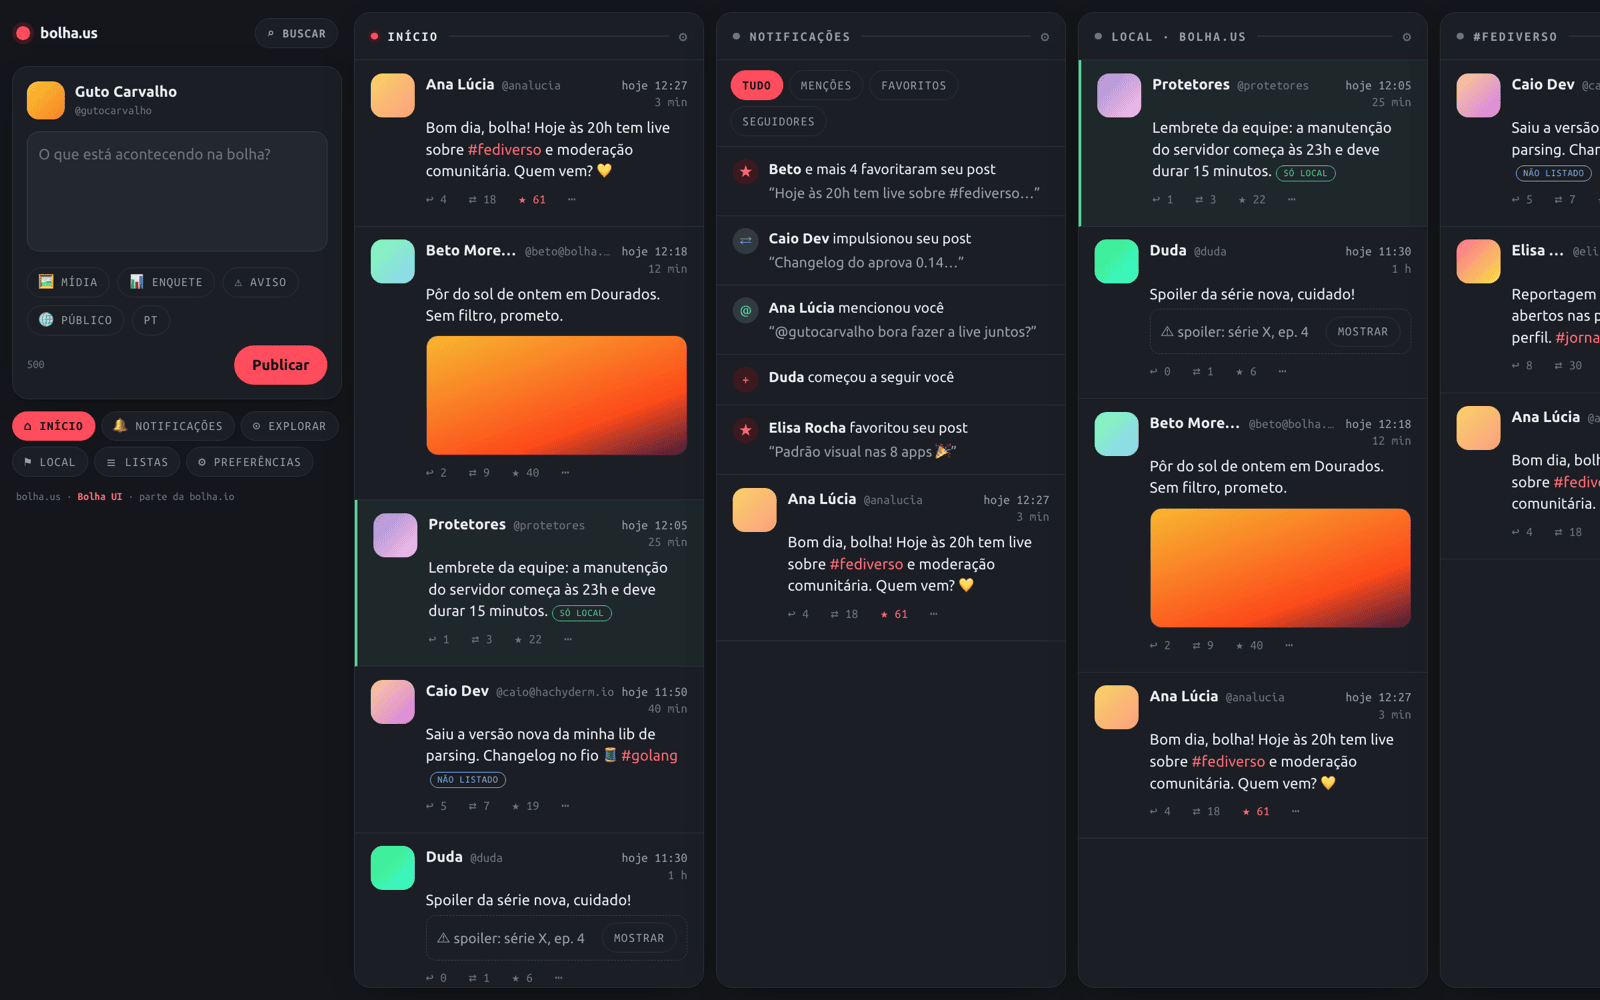 bolha.us
⌕ BUSCAR
Guto Carvalho
@gutocarvalho
O que está acontecendo na bolha?
🖼️ MÍDIA
📊 ENQUETE
⚠ AVISO
🌐 PÚBLICO
PT
500
Publicar
⌂ INÍCIO
🔔 NOTIFICAÇÕES
⊙ EXPLORAR
⚑ LOCAL
≡ LISTAS
⚙ PREFERÊNCIAS
bolha.us · Bolha UI · parte da bolha.io
INÍCIO
Ana Lúcia @analucia hoje 12:27
3 min
Bom dia, bolha! Hoje às 20h tem live
sobre #fediverso e moderação
comunitária. Quem vem? 💛
↩ 4 ⇄ 18 ★ 61 ⋯
Beto More… @beto@bolha.… hoje 12:18
12 min
Pôr do sol de ontem em Dourados.
Sem filtro, prometo.
↩ 2 ⇄ 9 ★ 40 ⋯
Protetores @protetores hoje 12:05
25 min
Lembrete da equipe: a manutenção
do servidor começa às 23h e deve
durar 15 minutos. SÓ LOCAL
↩ 1 ⇄ 3 ★ 22 ⋯
Caio Dev @caio@hachyderm.io hoje 11:50
40 min
Saiu a versão nova da minha lib de
parsing. Changelog no fio 🧵 #golang
NÃO LISTADO
↩ 5 ⇄ 7 ★ 19 ⋯
Duda @duda hoje 11:30
1 h
Spoiler da série nova, cuidado!
⚠ spoiler: série X, ep. 4 MOSTRAR
↩ 0 ⇄ 1 ★ 6 ⋯
NOTIFICAÇÕES
TUDO
MENÇÕES
FAVORITOS
SEGUIDORES
★ Beto e mais 4 favoritaram seu post
“Hoje às 20h tem live sobre #fediverso…”
⇄ Caio Dev impulsionou seu post
“Changelog do aprova 0.14…”
@ Ana Lúcia mencionou você
“@gutocarvalho bora fazer a live juntos?”
+ Duda começou a seguir você
★ Elisa Rocha favoritou seu post
“Padrão visual nas 8 apps 🎉”
Ana Lúcia @analucia hoje 12:27
3 min
Bom dia, bolha! Hoje às 20h tem live
sobre #fediverso e moderação
comunitária. Quem vem? 💛
↩ 4 ⇄ 18 ★ 61 ⋯
LOCAL · BOLHA.US
Protetores @protetores hoje 12:05
25 min
Lembrete da equipe: a manutenção
do servidor começa às 23h e deve
durar 15 minutos. SÓ LOCAL
↩ 1 ⇄ 3 ★ 22 ⋯
Duda @duda hoje 11:30
1 h
Spoiler da série nova, cuidado!
⚠ spoiler: série X, ep. 4 MOSTRAR
↩ 0 ⇄ 1 ★ 6 ⋯
Beto More… @beto@bolha.… hoje 12:18
12 min
Pôr do sol de ontem em Dourados.
Sem filtro, prometo.
↩ 2 ⇄ 9 ★ 40 ⋯
Ana Lúcia @analucia hoje 12:27
3 min
Bom dia, bolha! Hoje às 20h tem live
sobre #fediverso e moderação
comunitária. Quem vem? 💛
↩ 4 ⇄ 18 ★ 61 ⋯
#FEDIVERSO
Caio Dev
Saiu a versão
parsing.
NÃO LISTADO
↩ 5 ⇄ 7
Elisa …
Reportagem
abertos nas
perfil.
↩ 8 ⇄ 30
Ana Lúcia
Bom dia,
sobre
comunitária.
↩ 4 ⇄ 18